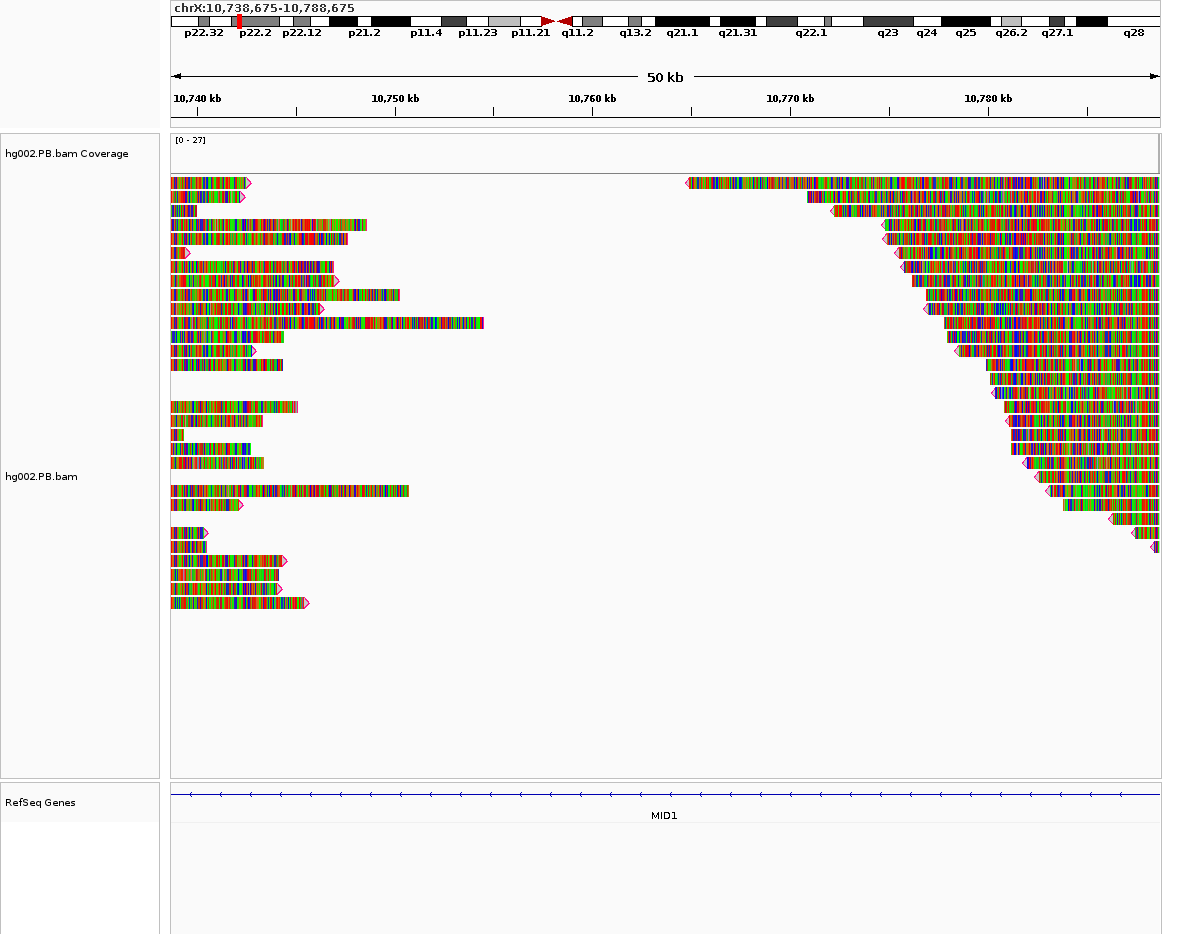 chrX:10,738,675-10,788,675
p22.32 p22.2 p22.12 p21.2 p11.4 p11.23 p11.21 q11.2 q13.2 q21.1 q21.31 q22.1 q23 q24 q25 q26.2 q27.1 q28
50 kb
10,740 kb 10,750 kb 10,760 kb 10,770 kb 10,780 kb
[0 - 27]
hg002.PB.bam Coverage
hg002.PB.bam
RefSeq Genes
MID1